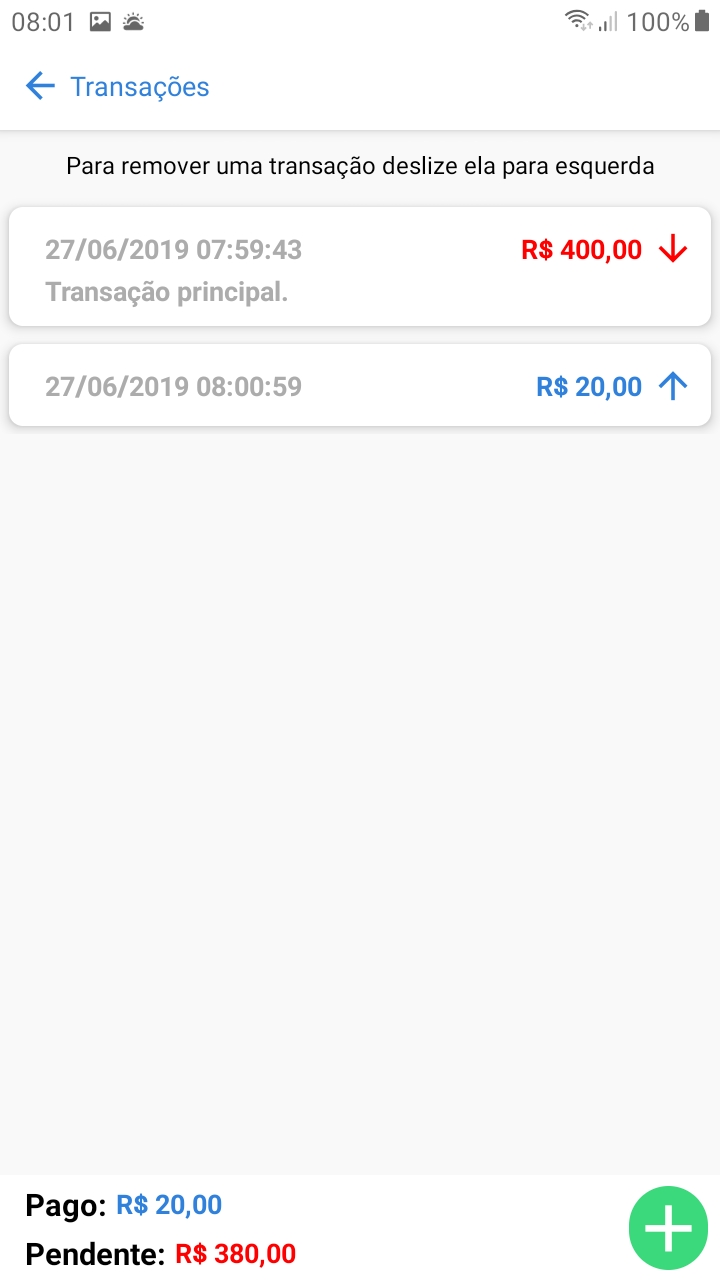 08:01 100%
Transações
Para remover uma transação deslize ela para esquerda
27/06/2019 07:59:43 R$ 400,00
Transação principal.
27/06/2019 08:00:59 R$ 20,00
Pago: R$ 20,00
Pendente: R$ 380,00